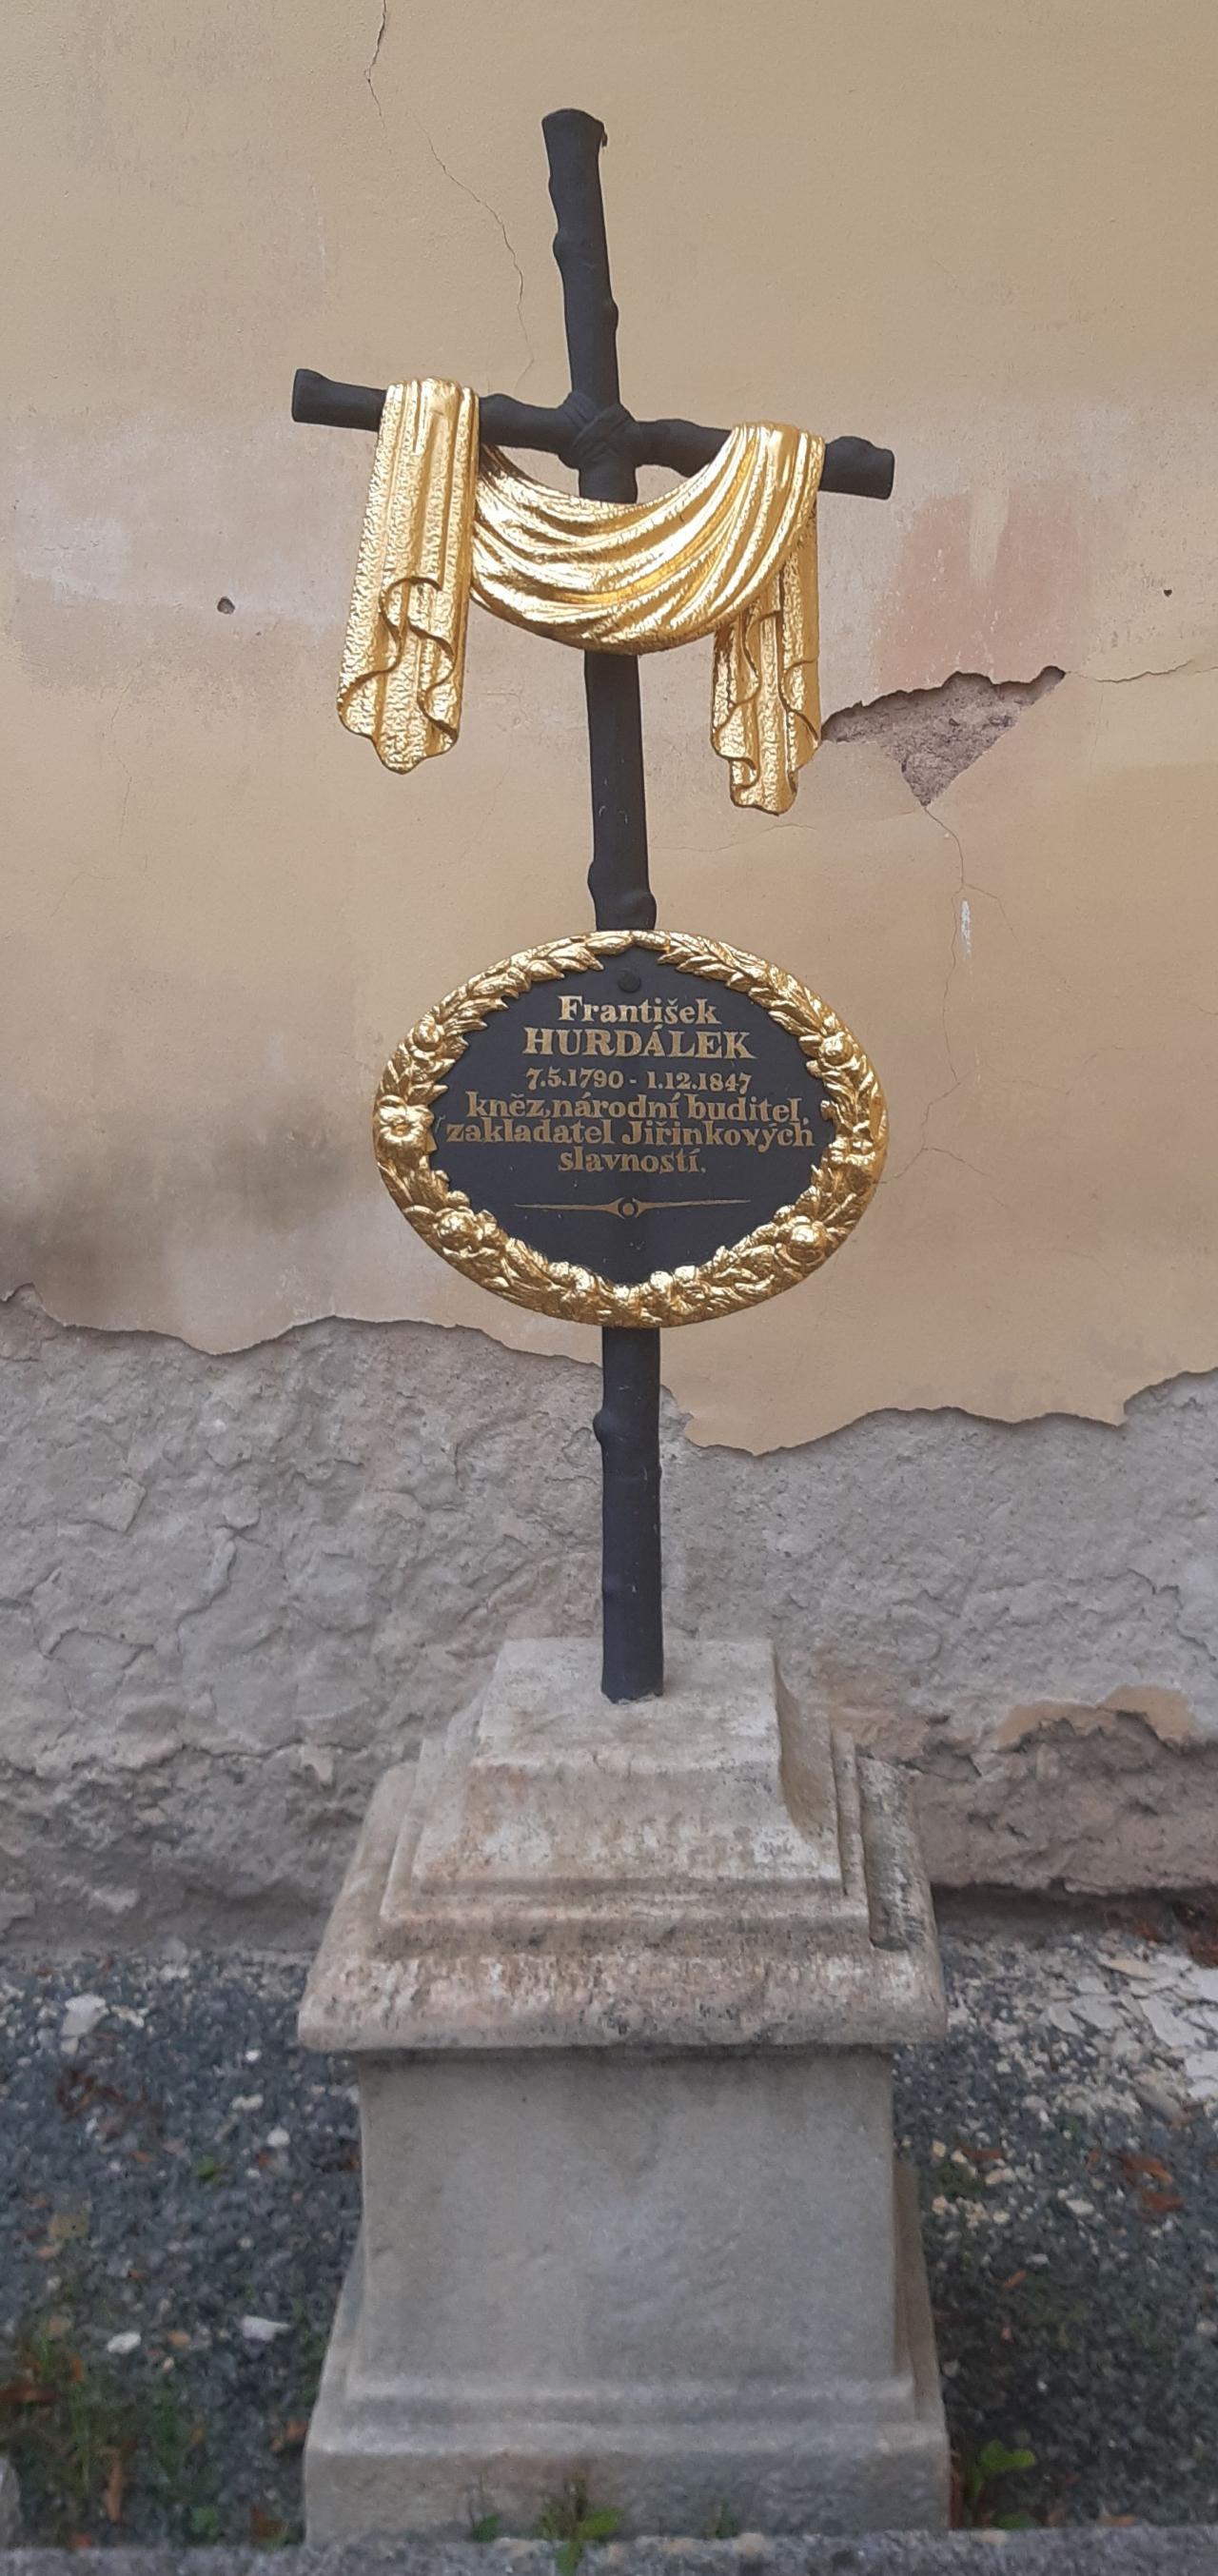 František
HURDÁLEK
7.5.1790 - 1.12.1847
kněz, národní buditel,
zakladatel Jiřinkových
slavností.